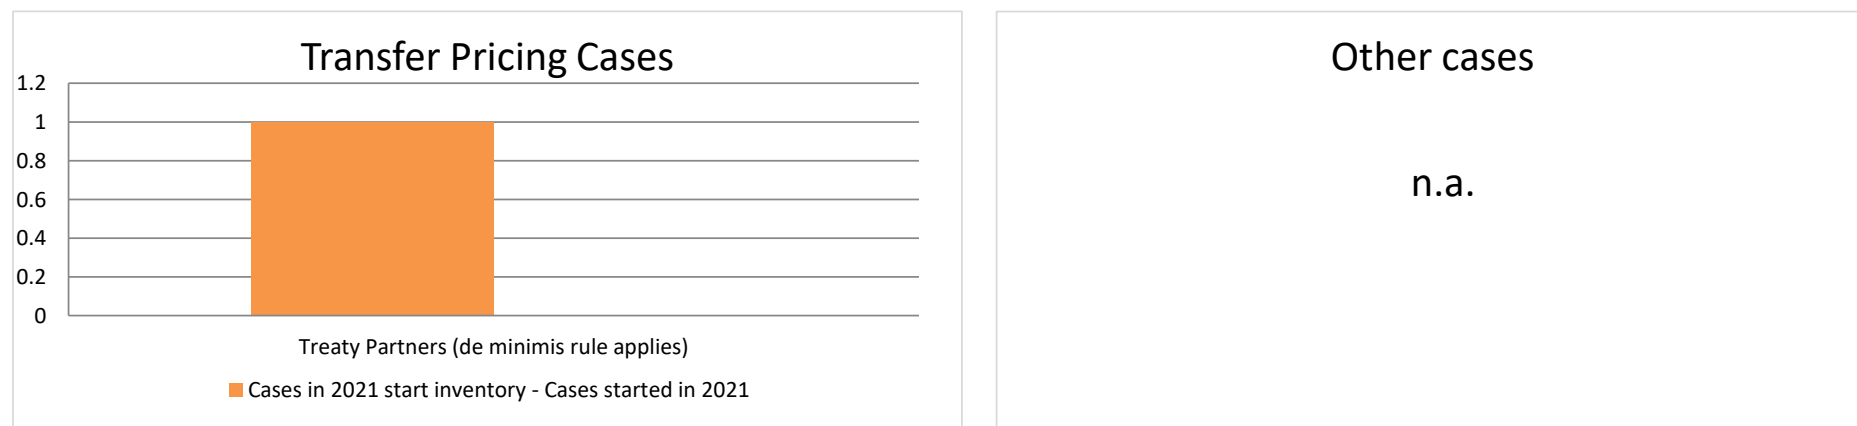 Transfer Pricing Cases
1.2
1
0.8
0.6
0.4
0.2
0
Treaty Partners (de minimis rule applies)
Cases in 2021 start inventory - Cases started in 2021
Other cases
n.a.